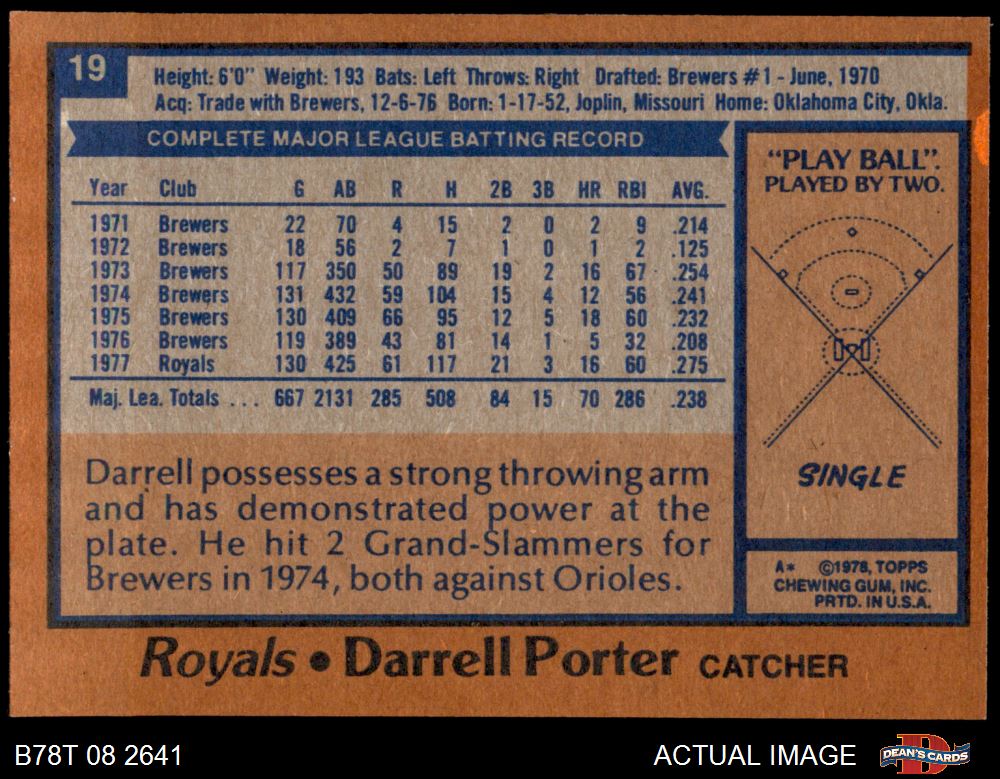 19
Height: 6'0" Weight: 193 Bats: Left Throws: Right Drafted: Brewers #1 - June, 1970
Acq: Trade with Brewers, 12-6-76 Born: 1-17-52, Joplin, Missouri Home: Oklahoma City, Okla.
COMPLETE MAJOR LEAGUE BATTING RECORD
Year Club G AB R H 2B 3B HR RBI AVG.
1971 Brewers 22 70 4 15 2 0 2 9 .214
1972 Brewers 18 56 2 7 1 0 1 2 .125
1973 Brewers 117 350 50 89 19 2 16 67 .254
1974 Brewers 131 432 59 104 15 4 12 56 .241
1975 Brewers 130 409 66 95 12 5 18 60 .232
1976 Brewers 119 389 43 81 14 1 5 32 .208
1977 Royals 130 425 61 117 21 3 16 60 .275
Maj. Lea. Totals ... 667 2131 285 508 84 15 70 286 .238
Darrell possesses a strong throwing arm
and has demonstrated power at the
plate. He hit 2 Grand-Slammers for
Brewers in 1974, both against Orioles.
"PLAY BALL".
PLAYED BY TWO.
SINGLE
A* ©1978, TOPPS
CHEWING GUM, INC.
PRTD. IN U.S.A.
Royals • Darrell Porter CATCHER
B78T 08 2641
ACTUAL IMAGE
DEAN'S CARDS